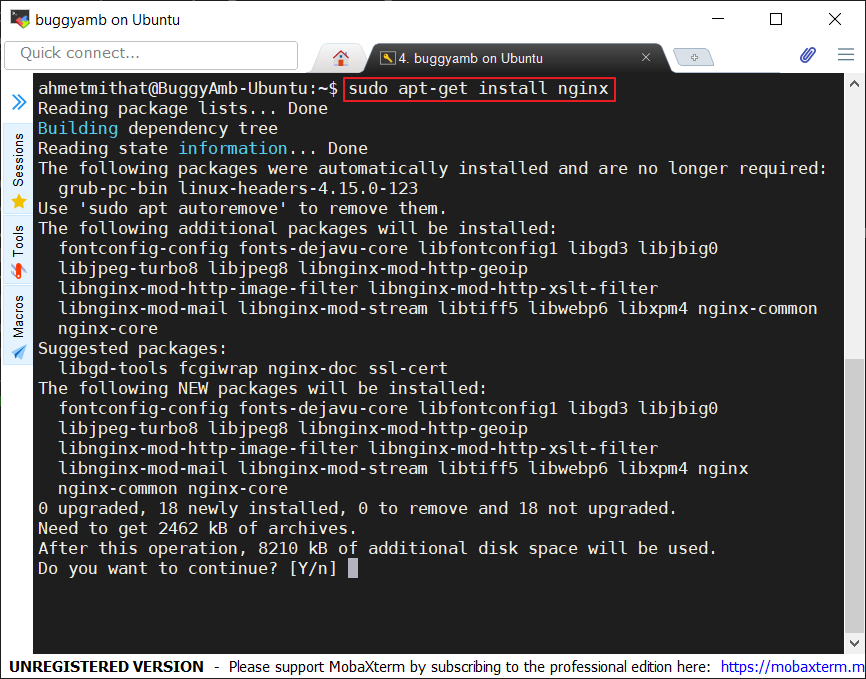 buggyamb on Ubuntu
Quick connect...
4. buggyamb on Ubuntu
Sessions
Tools
Macros
ahmetmithat@BuggyAmb-Ubuntu:~$ sudo apt-get install nginx
Reading package lists... Done
Building dependency tree
Reading state information... Done
The following packages were automatically installed and are no longer required:
  grub-pc-bin linux-headers-4.15.0-123
Use 'sudo apt autoremove' to remove them.
The following additional packages will be installed:
  fontconfig-config fonts-dejavu-core libfontconfig1 libgd3 libjbig0
  libjpeg-turbo8 libjpeg8 libnginx-mod-http-geoip
  libnginx-mod-http-image-filter libnginx-mod-http-xslt-filter
  libnginx-mod-mail libnginx-mod-stream libtiff5 libwebp6 libxpm4 nginx-common
  nginx-core
Suggested packages:
  libgd-tools fcgiwrap nginx-doc ssl-cert
The following NEW packages will be installed:
  fontconfig-config fonts-dejavu-core libfontconfig1 libgd3 libjbig0
  libjpeg-turbo8 libjpeg8 libnginx-mod-http-geoip
  libnginx-mod-http-image-filter libnginx-mod-http-xslt-filter
  libnginx-mod-mail libnginx-mod-stream libtiff5 libwebp6 libxpm4 nginx
  nginx-common nginx-core
0 upgraded, 18 newly installed, 0 to remove and 18 not upgraded.
Need to get 2462 kB of archives.
After this operation, 8210 kB of additional disk space will be used.
Do you want to continue? [Y/n]
UNREGISTERED VERSION - Please support MobaXterm by subscribing to the professional edition here: https://mobaxterm.m